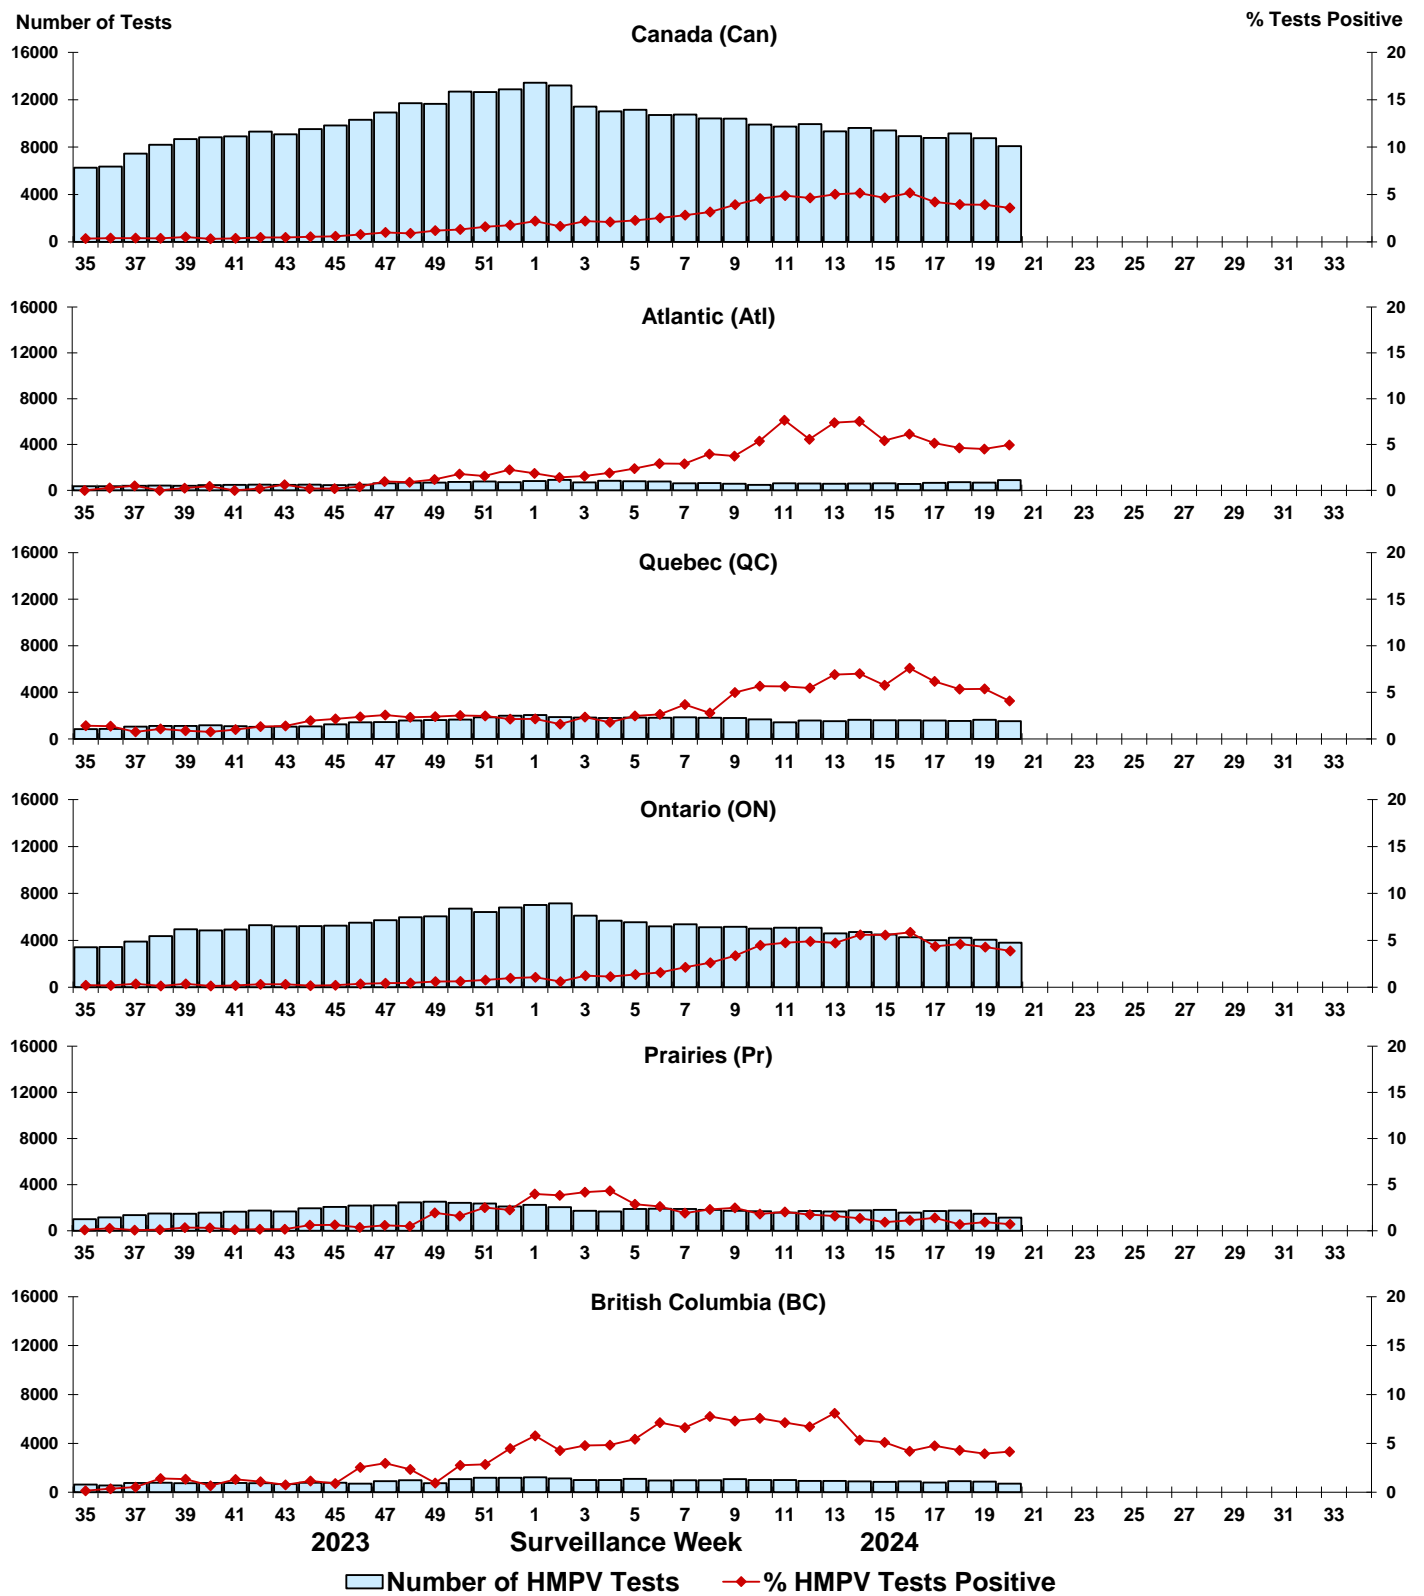 Number of Tests
% Tests Positive
Canada (Can)
16000 20
12000 15
8000 10
4000 5
0 0
35 37 39 41 43 45 47 49 51 1 3 5 7 9 11 13 15 17 19 21 23 25 27 29 31 33
Atlantic (Atl)
16000 20
12000 15
8000 10
4000 5
0 0
35 37 39 41 43 45 47 49 51 1 3 5 7 9 11 13 15 17 19 21 23 25 27 29 31 33
Quebec (QC)
16000 20
12000 15
8000 10
4000 5
0 0
35 37 39 41 43 45 47 49 51 1 3 5 7 9 11 13 15 17 19 21 23 25 27 29 31 33
Ontario (ON)
16000 20
12000 15
8000 10
4000 5
0 0
35 37 39 41 43 45 47 49 51 1 3 5 7 9 11 13 15 17 19 21 23 25 27 29 31 33
Prairies (Pr)
16000 20
12000 15
8000 10
4000 5
0 0
35 37 39 41 43 45 47 49 51 1 3 5 7 9 11 13 15 17 19 21 23 25 27 29 31 33
British Columbia (BC)
16000 20
12000 15
8000 10
4000 5
0 0
35 37 39 41 43 45 47 49 51 1 3 5 7 9 11 13 15 17 19 21 23 25 27 29 31 33
2023 Surveillance Week 2024
Number of HMPV Tests % HMPV Tests Positive